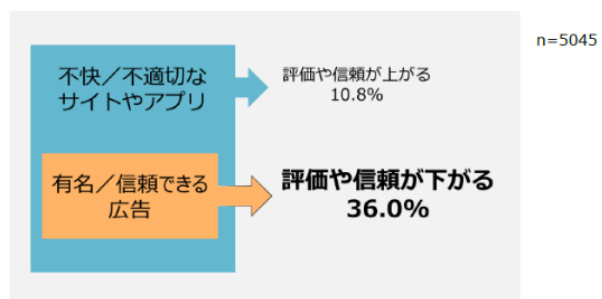 n=5045
不快／不適切な
サイトやアプリ
評価や信頼が上がる
10.8%
有名／信頼できる
広告
評価や信頼が下がる
36.0%